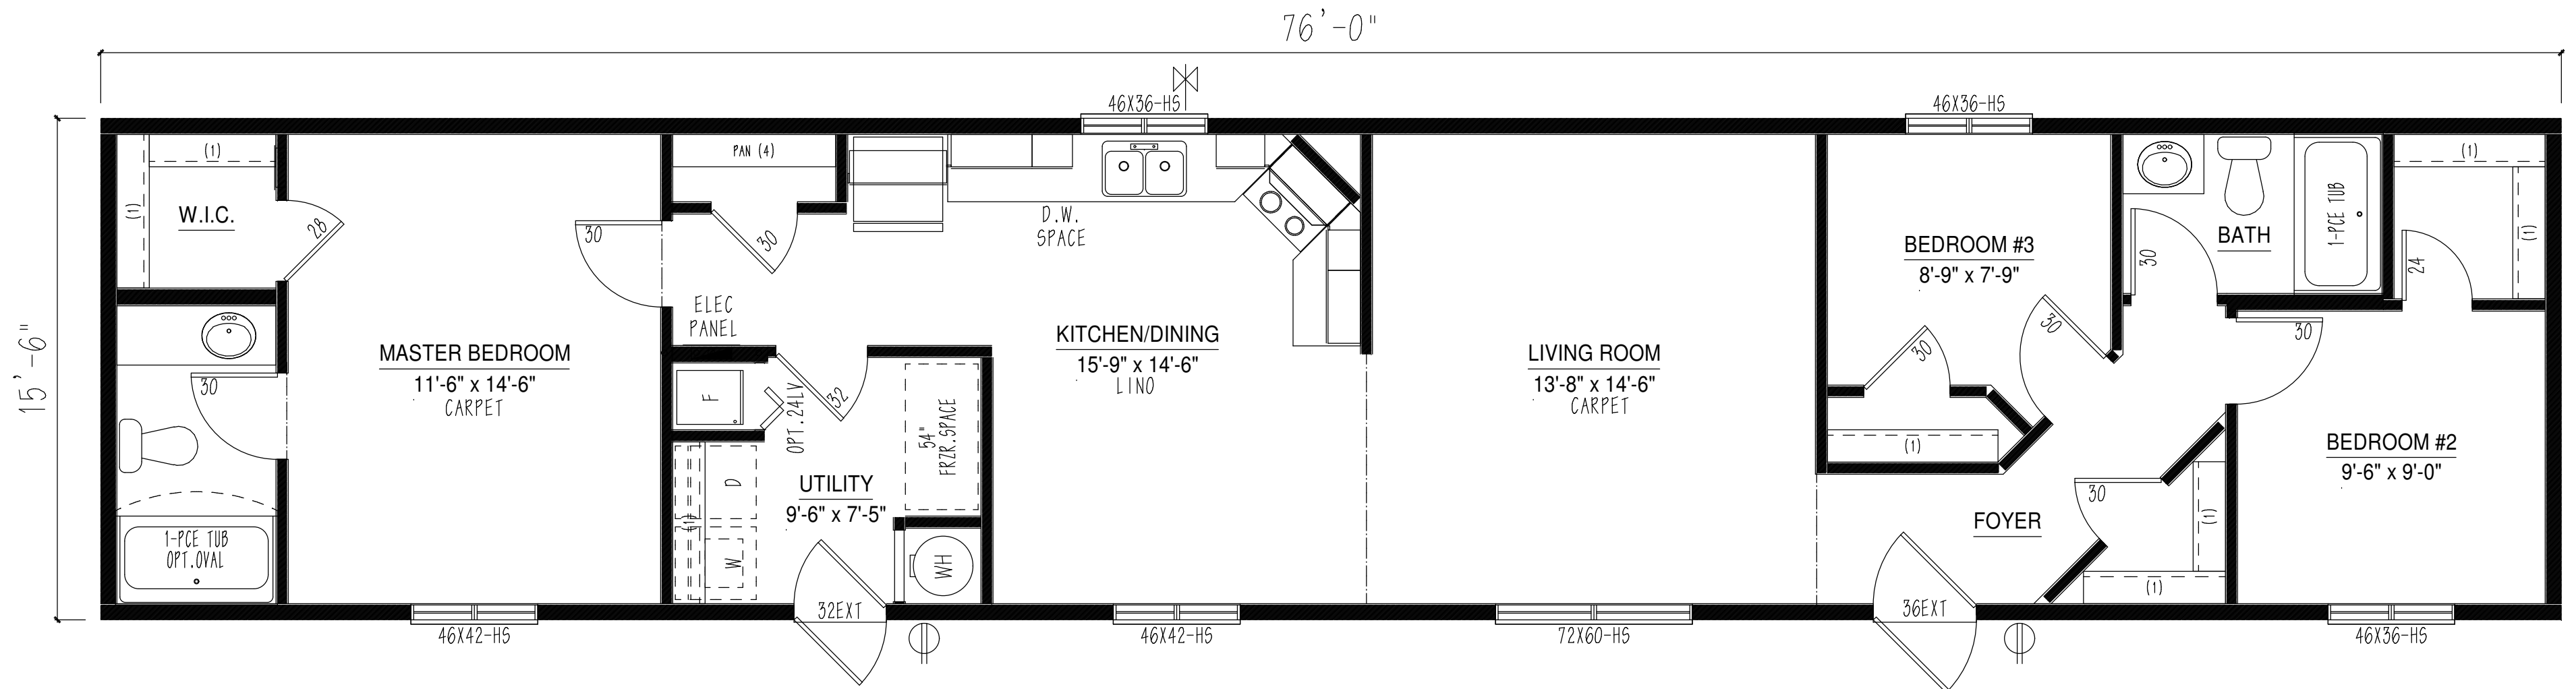 76'-0"
15'-6"
46X36-HS
46X36-HS
(1)
(1)
W.I.C.
28
30
1-PCE TUB
OPT.OVAL
MASTER BEDROOM
11'-6" x 14'-6"
CARPET
46X42-HS
30
PAN (4)
30
ELEC
PANEL
F
OPT.24LV
32
54"
FRZR.SPACE
D
W
(1)
UTILITY
9'-6" x 7'-5"
WH
32EXT
D.W.
SPACE
KITCHEN/DINING
15'-9" x 14'-6"
LINO
46X42-HS
LIVING ROOM
13'-8" x 14'-6"
CARPET
72X60-HS
BEDROOM #3
8'-9" x 7'-9"
30
30
(1)
BATH
30
1-PCE TUB
(1)
(1)
24
30
BEDROOM #2
9'-6" x 9'-0"
46X36-HS
FOYER
30
(1)
(1)
36EXT